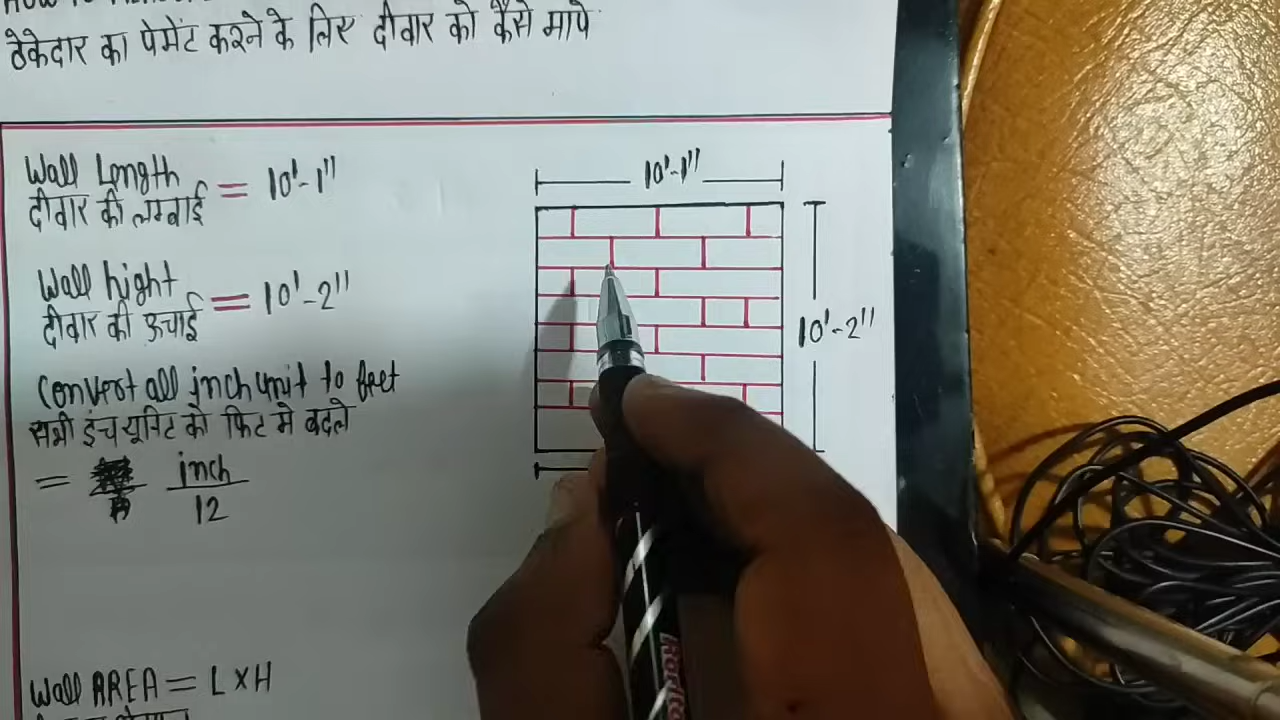 ठेकेदार का पेमेंट करने के लिए दीवार को कैसे मापे
Wall Length
दीवार की लम्बाई = 10'-1"
Wall hight
दीवार की ऊचाई = 10'-2"
Convert all inch unit to feet
सभी इंच यूनिट को फिट मे बदले
= inch
12
Wall AREA = L×H
10'-1"
10'-2"